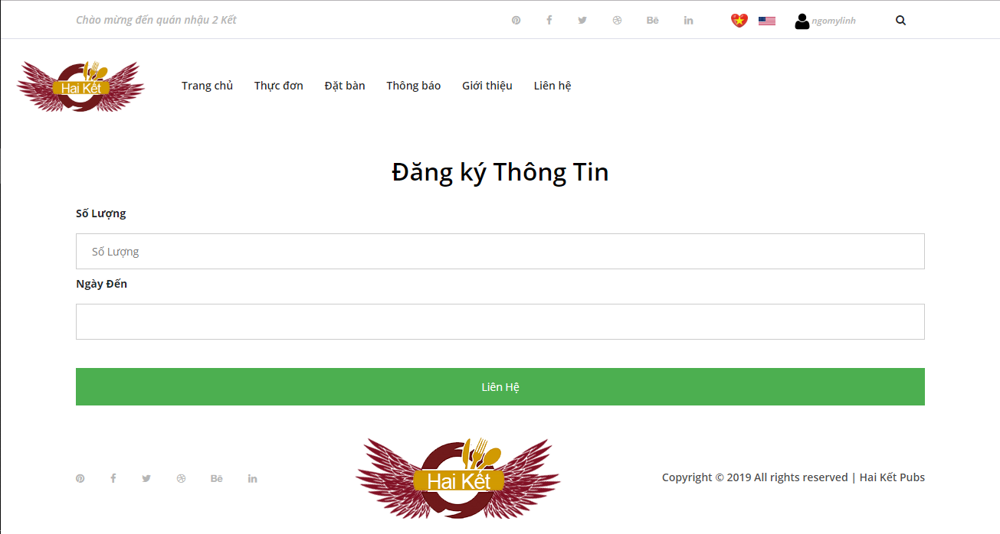 Chào mừng đến quán nhậu 2 Kết
Bē
ngomylinh
Hai Kết
Trang chủ
Thực đơn
Đặt bàn
Thông báo
Giới thiệu
Liên hệ
Đăng ký Thông Tin
Số Lượng
Số Lượng
Ngày Đến
Liên Hệ
Bē
Hai Kết
Copyright © 2019 All rights reserved | Hai Kết Pubs